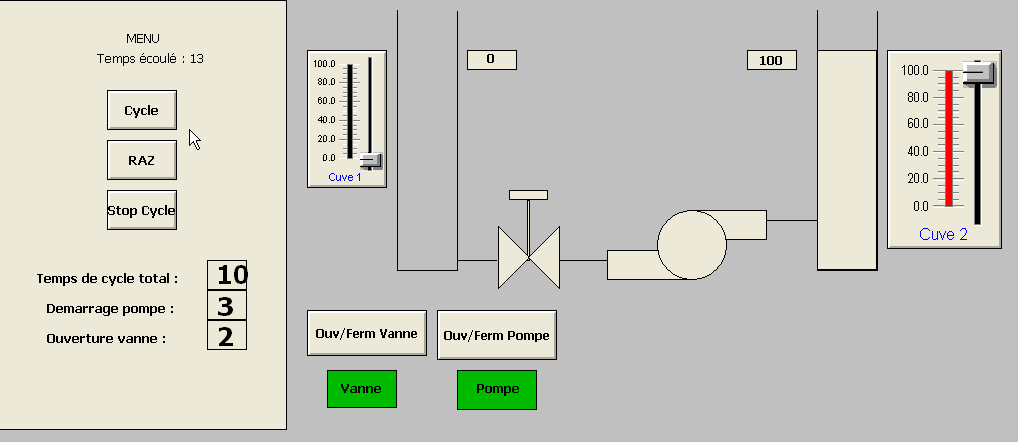 MENU
Temps écoulé : 13
Cycle
RAZ
Stop Cycle
Temps de cycle total : 10
Demarrage pompe : 3
Ouverture vanne : 2
100.0
80.0
60.0
40.0
20.0
0.0
Cuve 1
0
100
100.0
80.0
60.0
40.0
20.0
0.0
Cuve 2
Ouv/Ferm Vanne
Ouv/Ferm Pompe
Vanne
Pompe